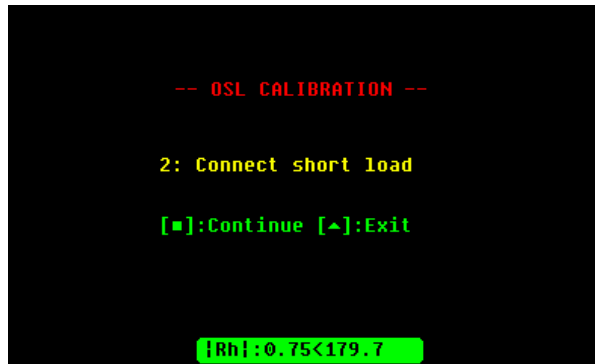 -- OSL CALIBRATION --
2: Connect short load
[■]:Continue [▲]:Exit
|Rh|:0.75<179.7